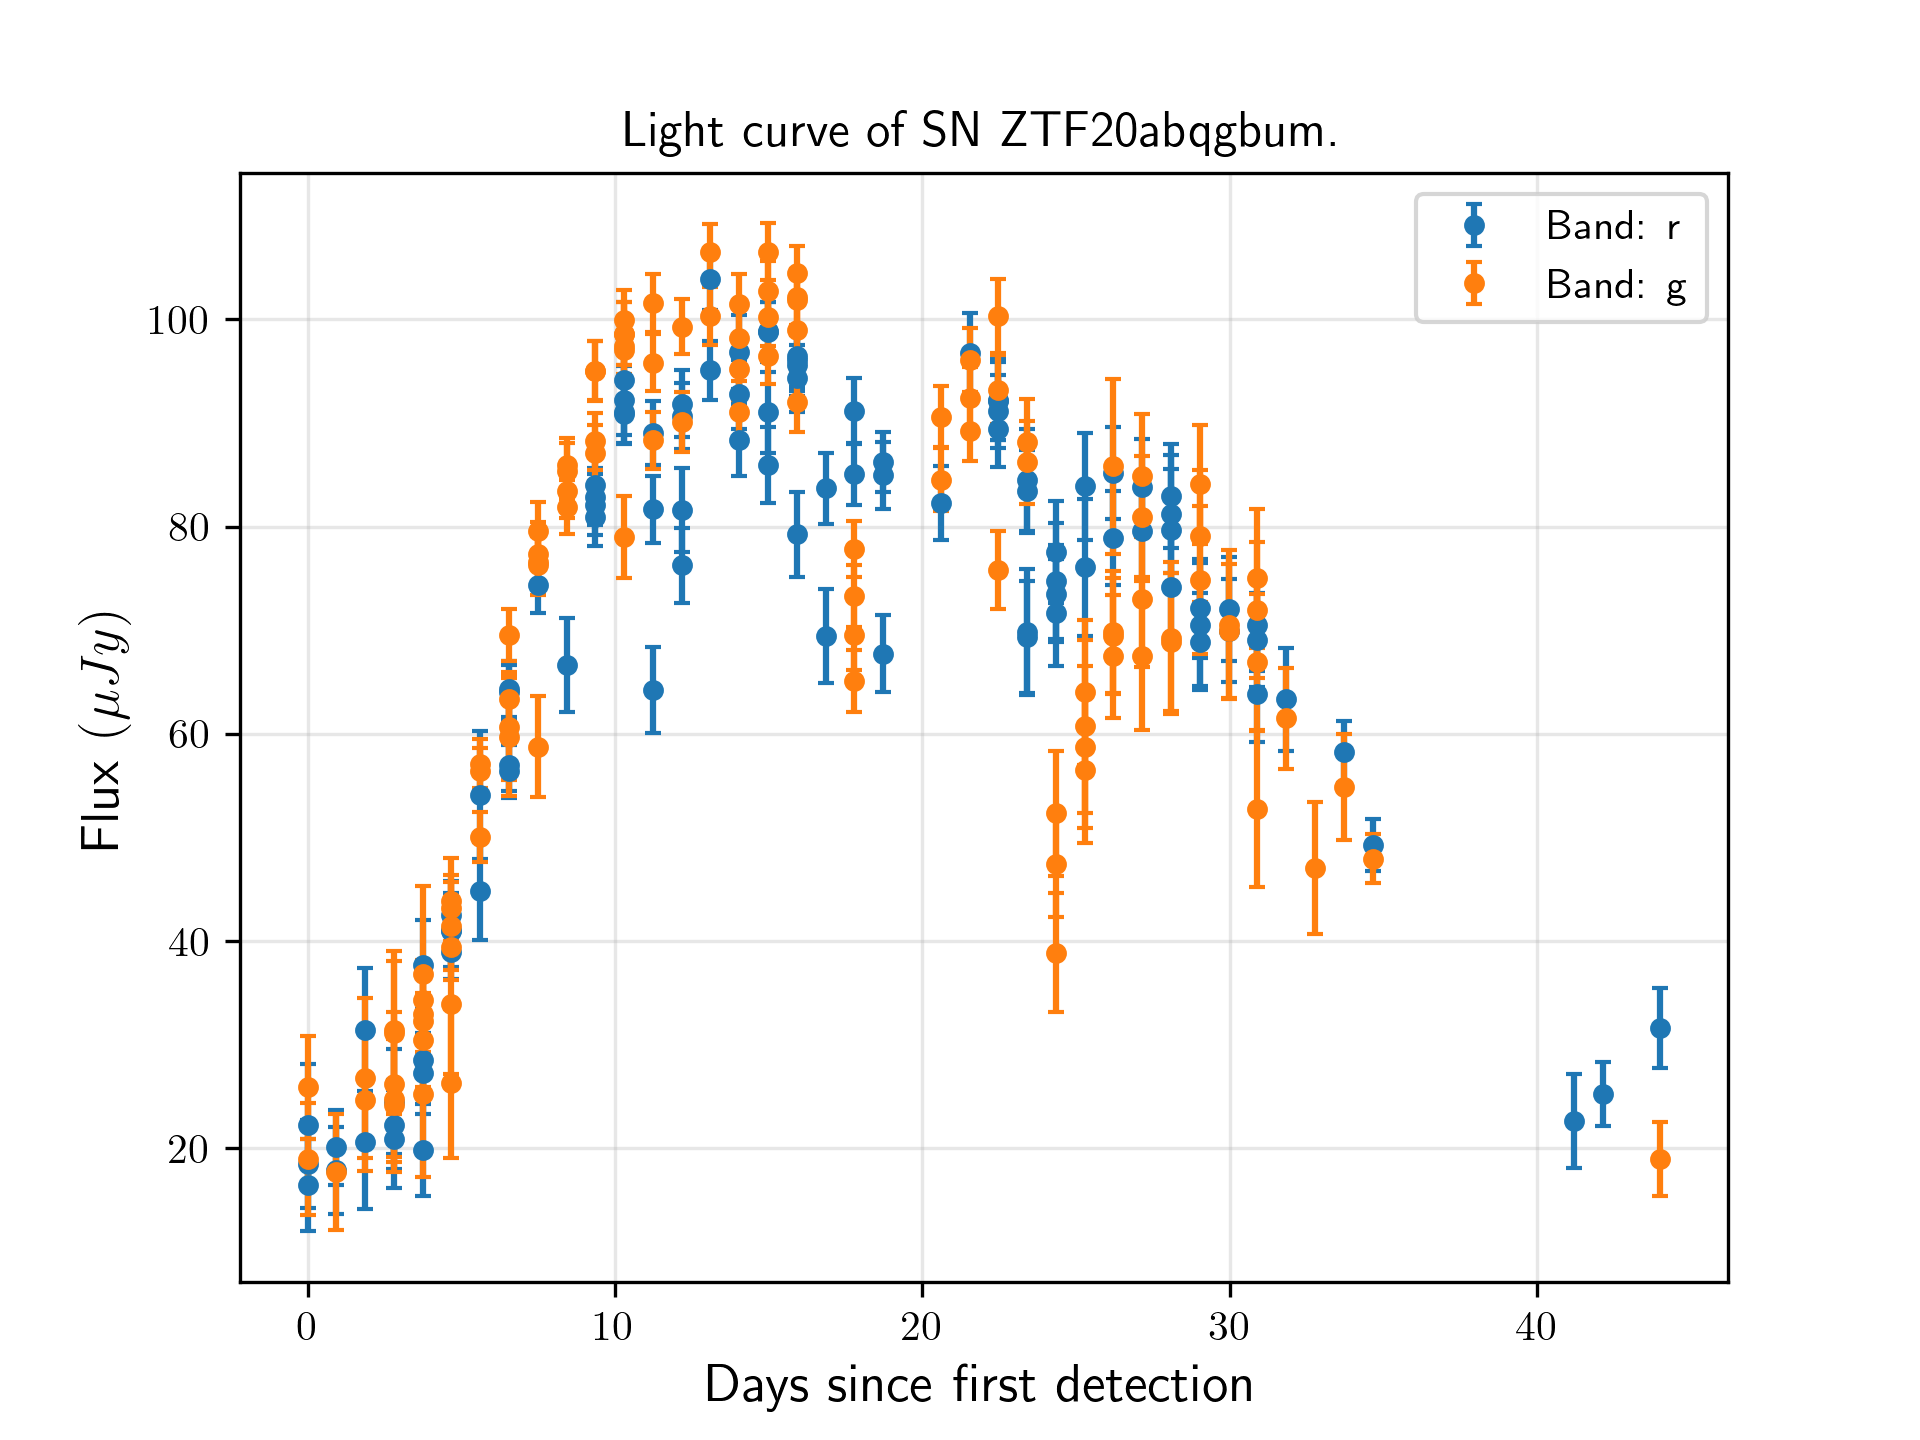 Light curve of SN ZTF20abqgbum.
Band: r
Band: g
100
80
60
40
20
Flux (μJy)
0 10 20 30 40
Days since first detection